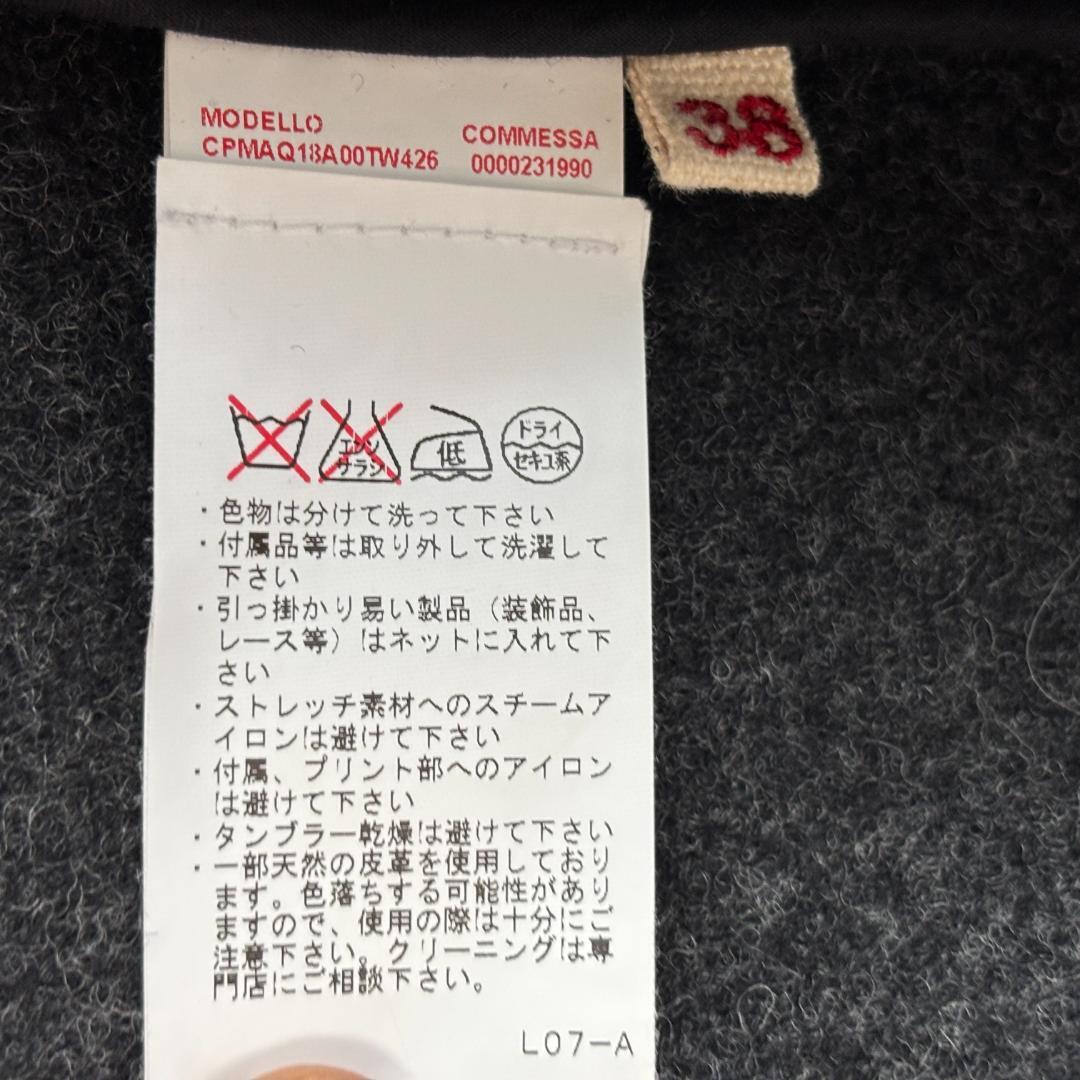 MODELLO
CPMAQ18A00TW426
COMMESSA
0000231990
38
エンソ
サラシ
低
ドライ
セキユ系
・色物は分けて洗って下さい
・付属品等は取り外して洗濯して
下さい
・引っ掛かり易い製品（装飾品、
レース等）はネットに入れて下
さい
・ストレッチ素材へのスチームア
イロンは避けて下さい
・付属、プリント部へのアイロン
は避けて下さい
・タンブラー乾燥は避けて下さい
・一部天然の皮革を使用しており
ます。色落ちする可能性があり
ますので、使用の際は十分にご
注意下さい。クリーニングは専
門店にご相談下さい。
L07-A